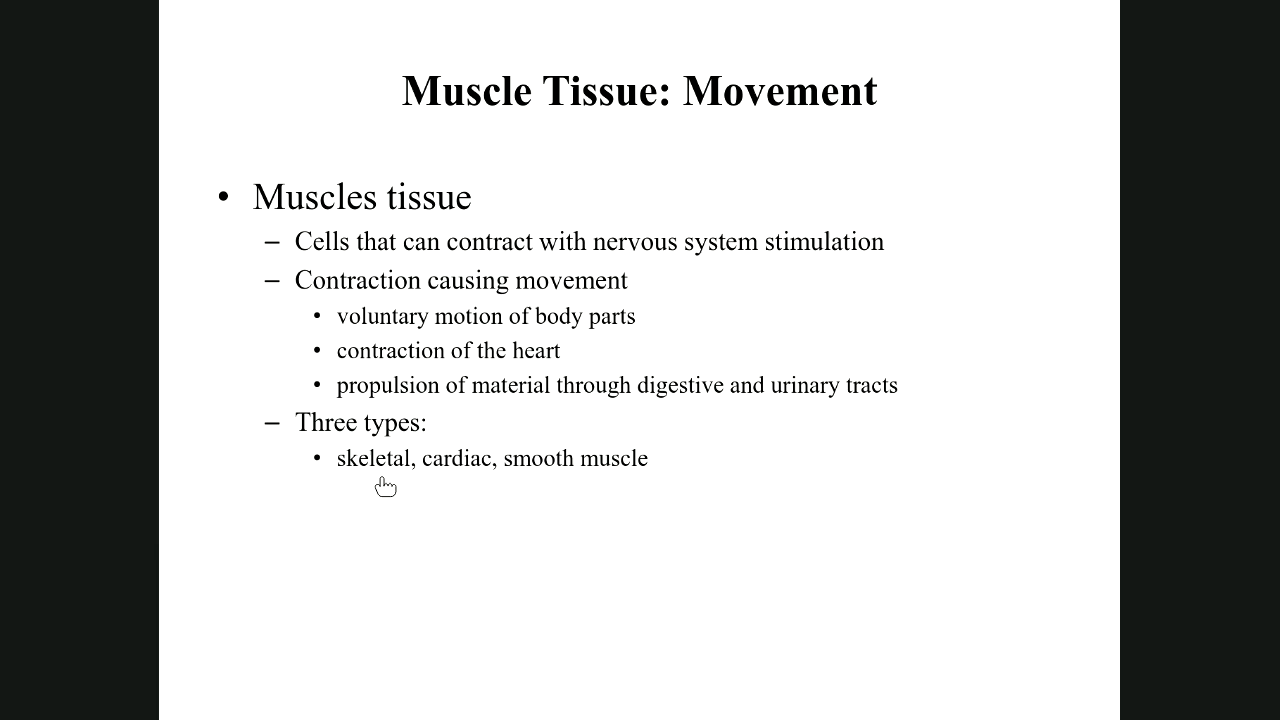 Muscle Tissue: Movement
• Muscles tissue
– Cells that can contract with nervous system stimulation
– Contraction causing movement
• voluntary motion of body parts
• contraction of the heart
• propulsion of material through digestive and urinary tracts
– Three types:
• skeletal, cardiac, smooth muscle